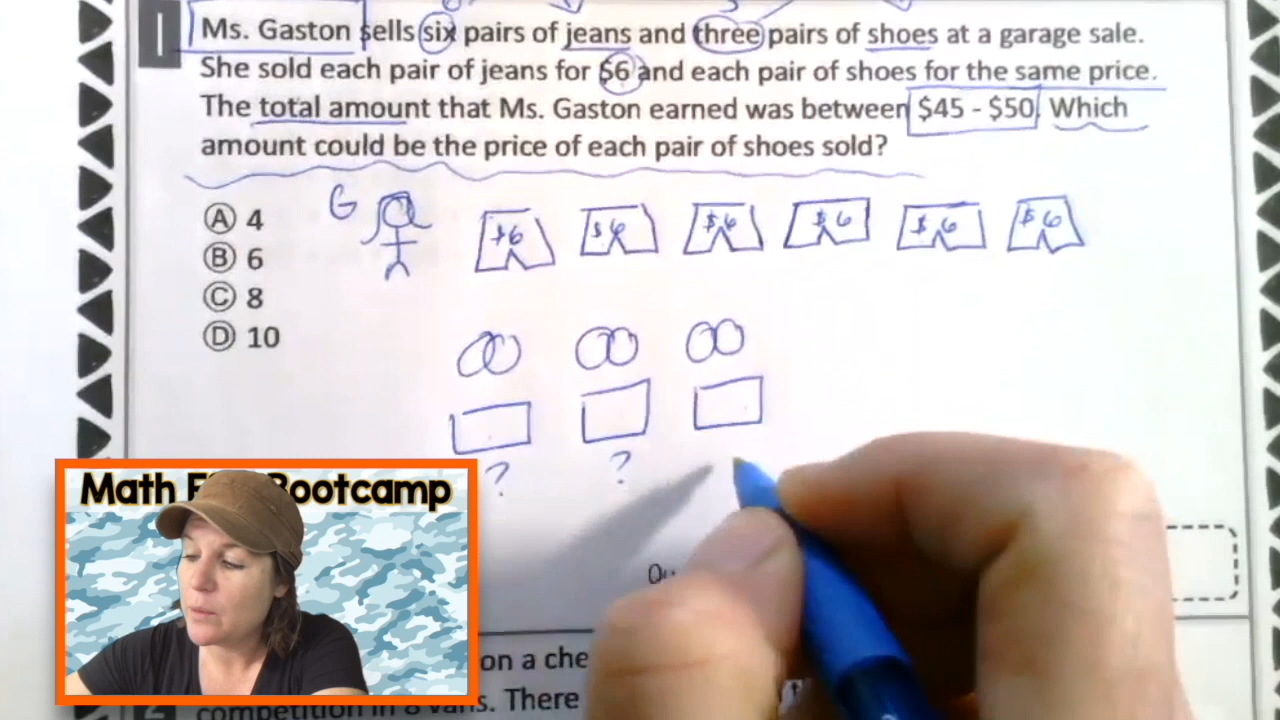 1
Ms. Gaston sells six pairs of jeans and three pairs of shoes at a garage sale.
She sold each pair of jeans for $6 and each pair of shoes for the same price.
The total amount that Ms. Gaston earned was between $45 - $50. Which
amount could be the price of each pair of shoes sold?
A 4
B 6
C 8
D 10
G
$6 $6 $6 $6 $6 $6
? ?
Math Bootcamp
on a che
competition in 8 vans. There
2